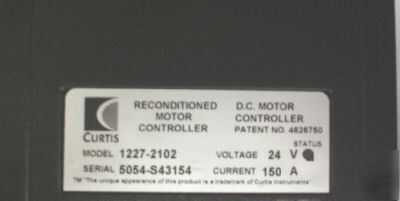 RECONDITIONED MOTOR CONTROLLER
D.C. MOTOR CONTROLLER
PATENT NO. 4626750
CURTIS
STATUS
MODEL 1227-2102 VOLTAGE 24 V
SERIAL 5054-S43154 CURRENT 150 A
™ "The unique appearance of this product is a trademark of Curtis Instruments"